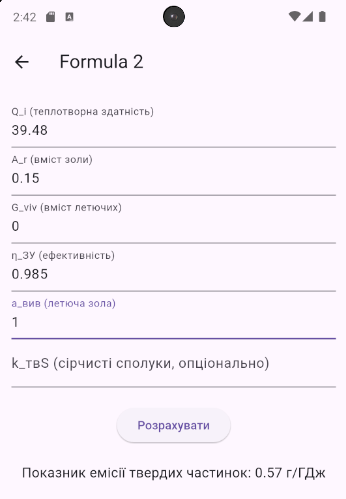 2:42
Formula 2
Q_i (теплотворна здатність)
39.48
A_r (вміст золи)
0.15
G_viv (вміст летючих)
0
η_ЗУ (ефективність)
0.985
a_вив (летюча зола)
1
k_твS (сірчисті сполуки, опціонально)
Розрахувати
Показник емісії твердих частинок: 0.57 г/ГДж